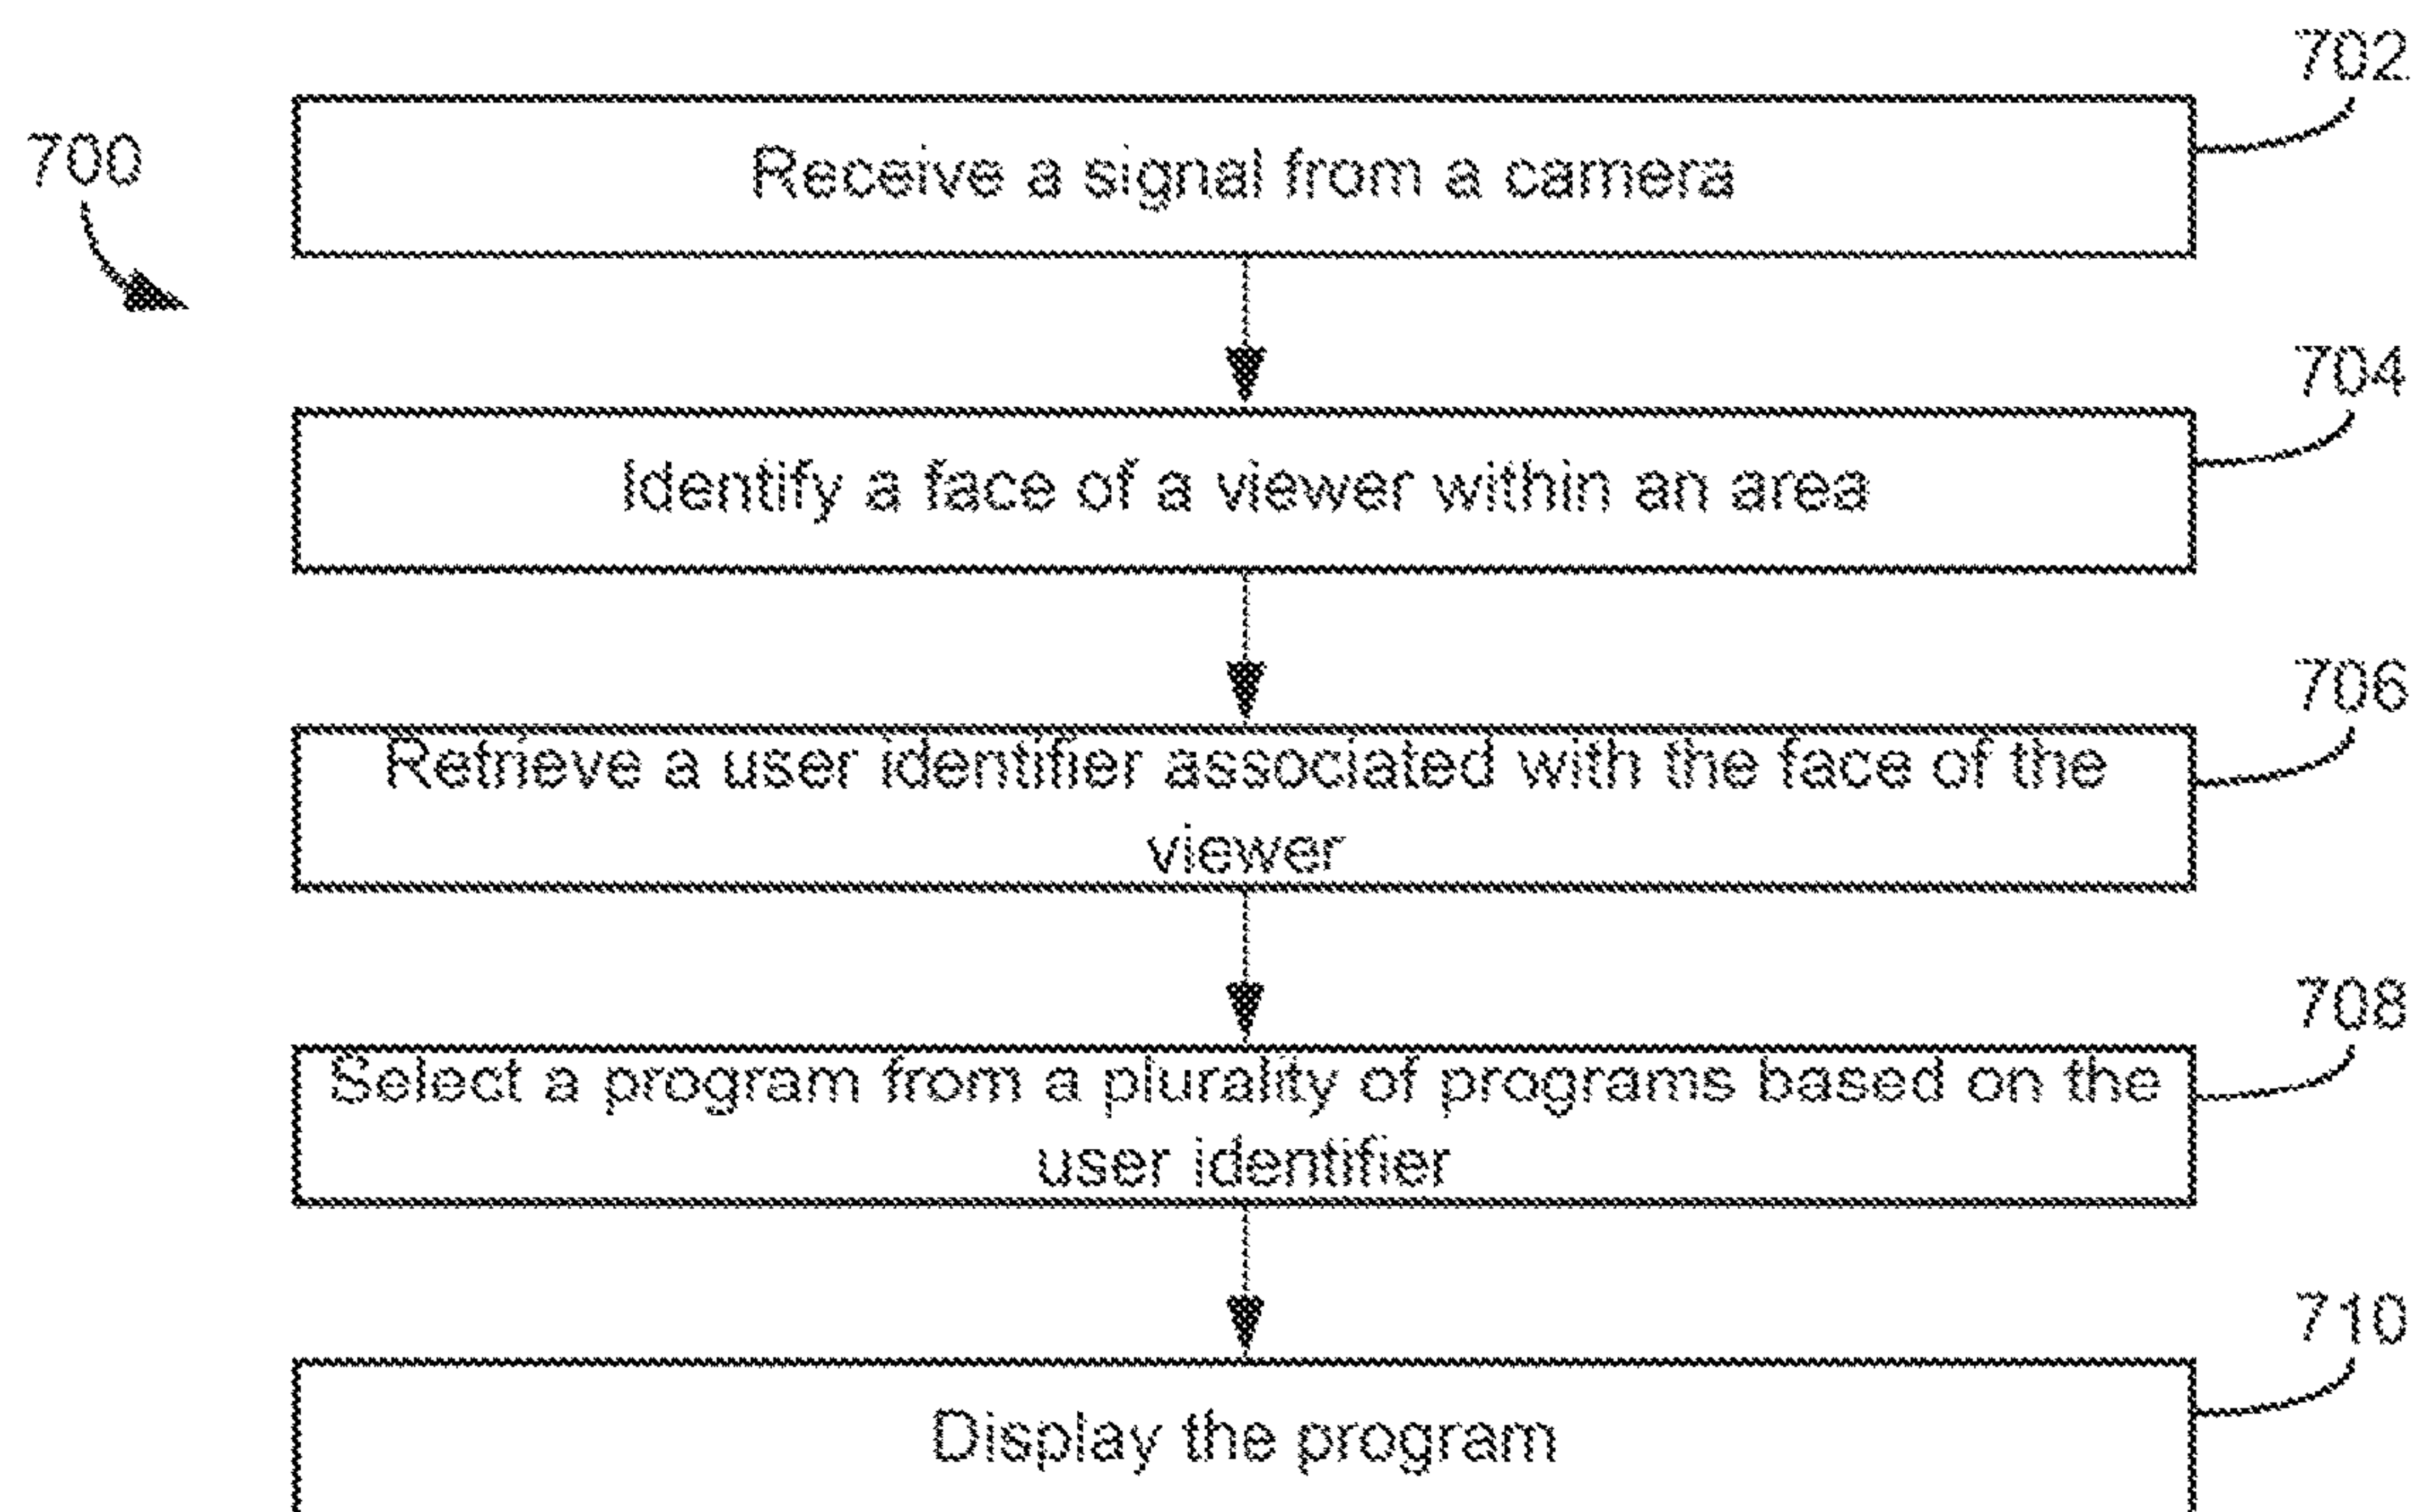 702
700
Receive a signal from a camera
704
Identify a face of a viewer within an area
706
Retrieve a user identifier associated with the face of the
viewer
708
Select a program from a plurality of programs based on the
user identifier
710
Display the program